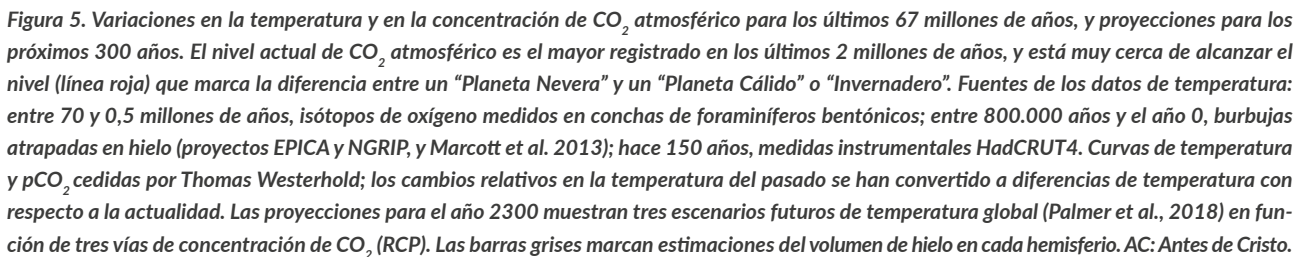 Figura 5. Variaciones en la temperatura y en la concentración de CO₂ atmosférico para los últimos 67 millones de años, y proyecciones para los
próximos 300 años. El nivel actual de CO₂ atmosférico es el mayor registrado en los últimos 2 millones de años, y está muy cerca de alcanzar el
nivel (línea roja) que marca la diferencia entre un “Planeta Nevera” y un “Planeta Cálido” o “Invernadero”. Fuentes de los datos de temperatura:
entre 70 y 0,5 millones de años, isótopos de oxígeno medidos en conchas de foraminíferos bentónicos; entre 800.000 años y el año 0, burbujas
atrapadas en hielo (proyectos EPICA y NGRIP, y Marcott et al. 2013); hace 150 años, medidas instrumentales HadCRUT4. Curvas de temperatura
y pCO₂ cedidas por Thomas Westerhold; los cambios relativos en la temperatura del pasado se han convertido a diferencias de temperatura con
respecto a la actualidad. Las proyecciones para el año 2300 muestran tres escenarios futuros de temperatura global (Palmer et al., 2018) en fun-
ción de tres vías de concentración de CO₂ (RCP). Las barras grises marcan estimaciones del volumen de hielo en cada hemisferio. AC: Antes de Cristo.